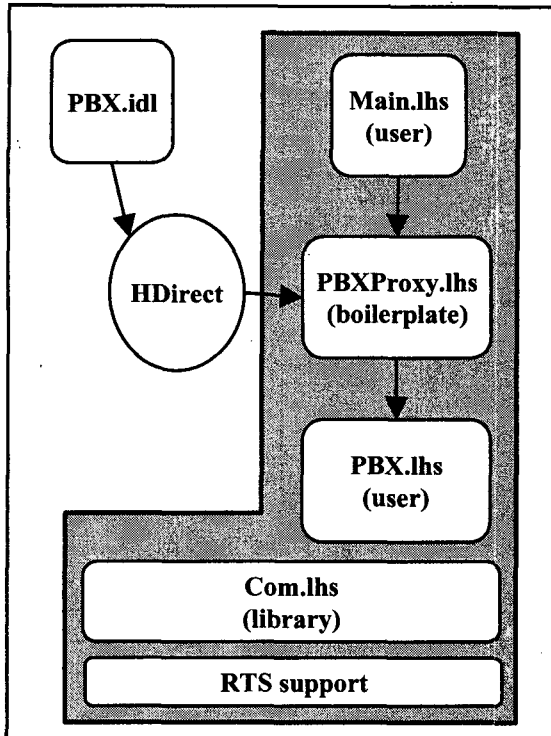 PBX.idl
Main.lhs
(user)
HDirect
PBXProxy.lhs
(boilerplate)
PBX.lhs
(user)
Com.lhs
(library)
RTS support